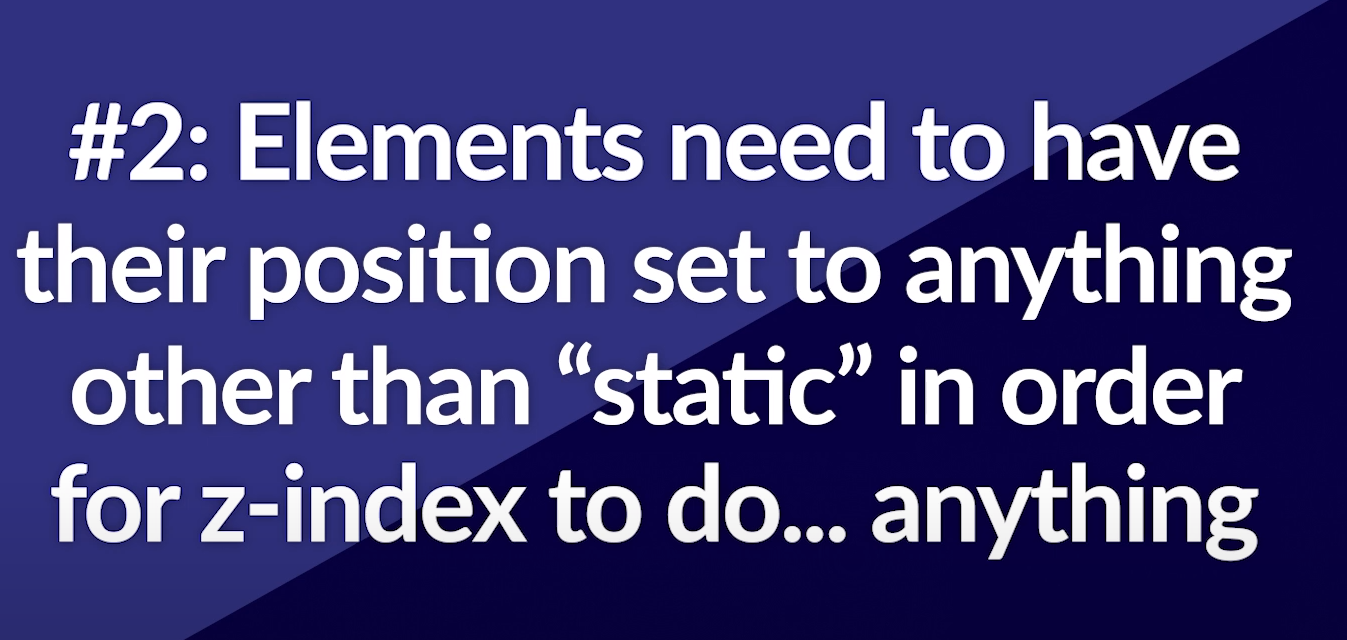 #2: Elements need to have
their position set to anything
other than “static” in order
for z-index to do... anything